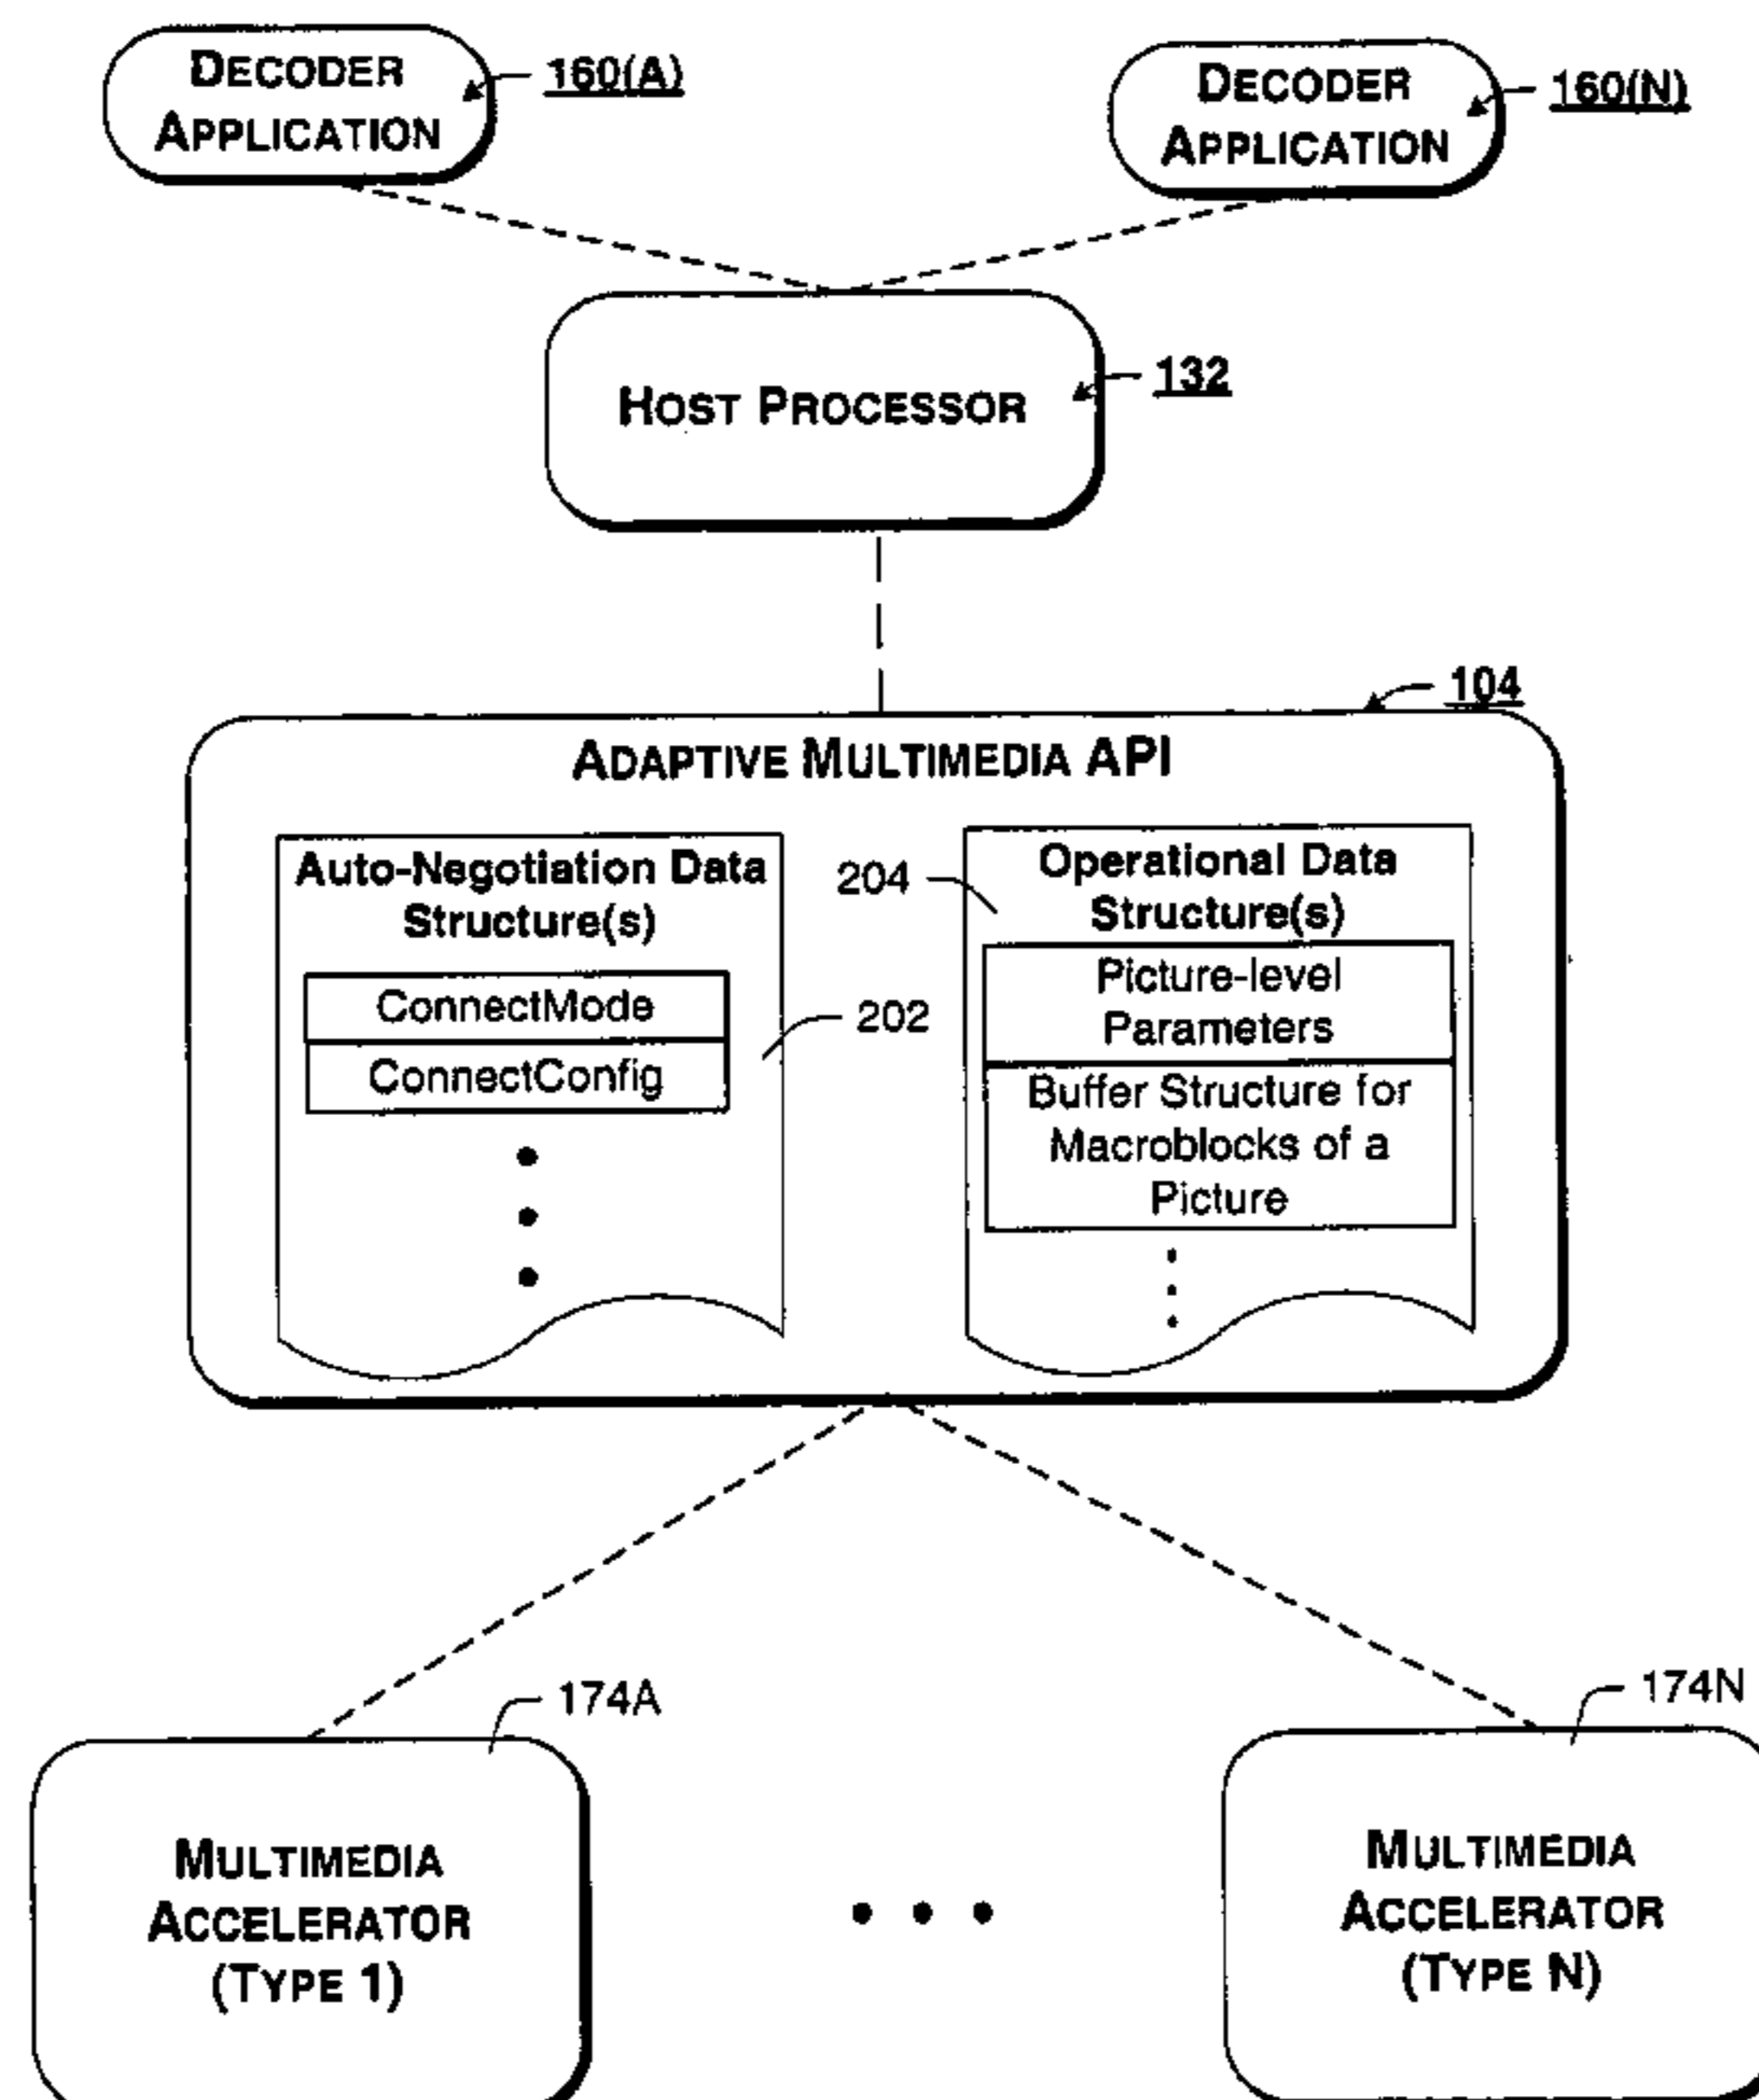 DECODER
APPLICATION
160(A)
DECODER
APPLICATION
160(N)
HOST PROCESSOR
132
104
ADAPTIVE MULTIMEDIA API
Auto-Negotiation Data
Structure(s)
ConnectMode
ConnectConfig
202
204
Operational Data
Structure(s)
Picture-level
Parameters
Buffer Structure for
Macroblocks of a
Picture
174A
MULTIMEDIA
ACCELERATOR
(TYPE 1)
174N
MULTIMEDIA
ACCELERATOR
(TYPE N)